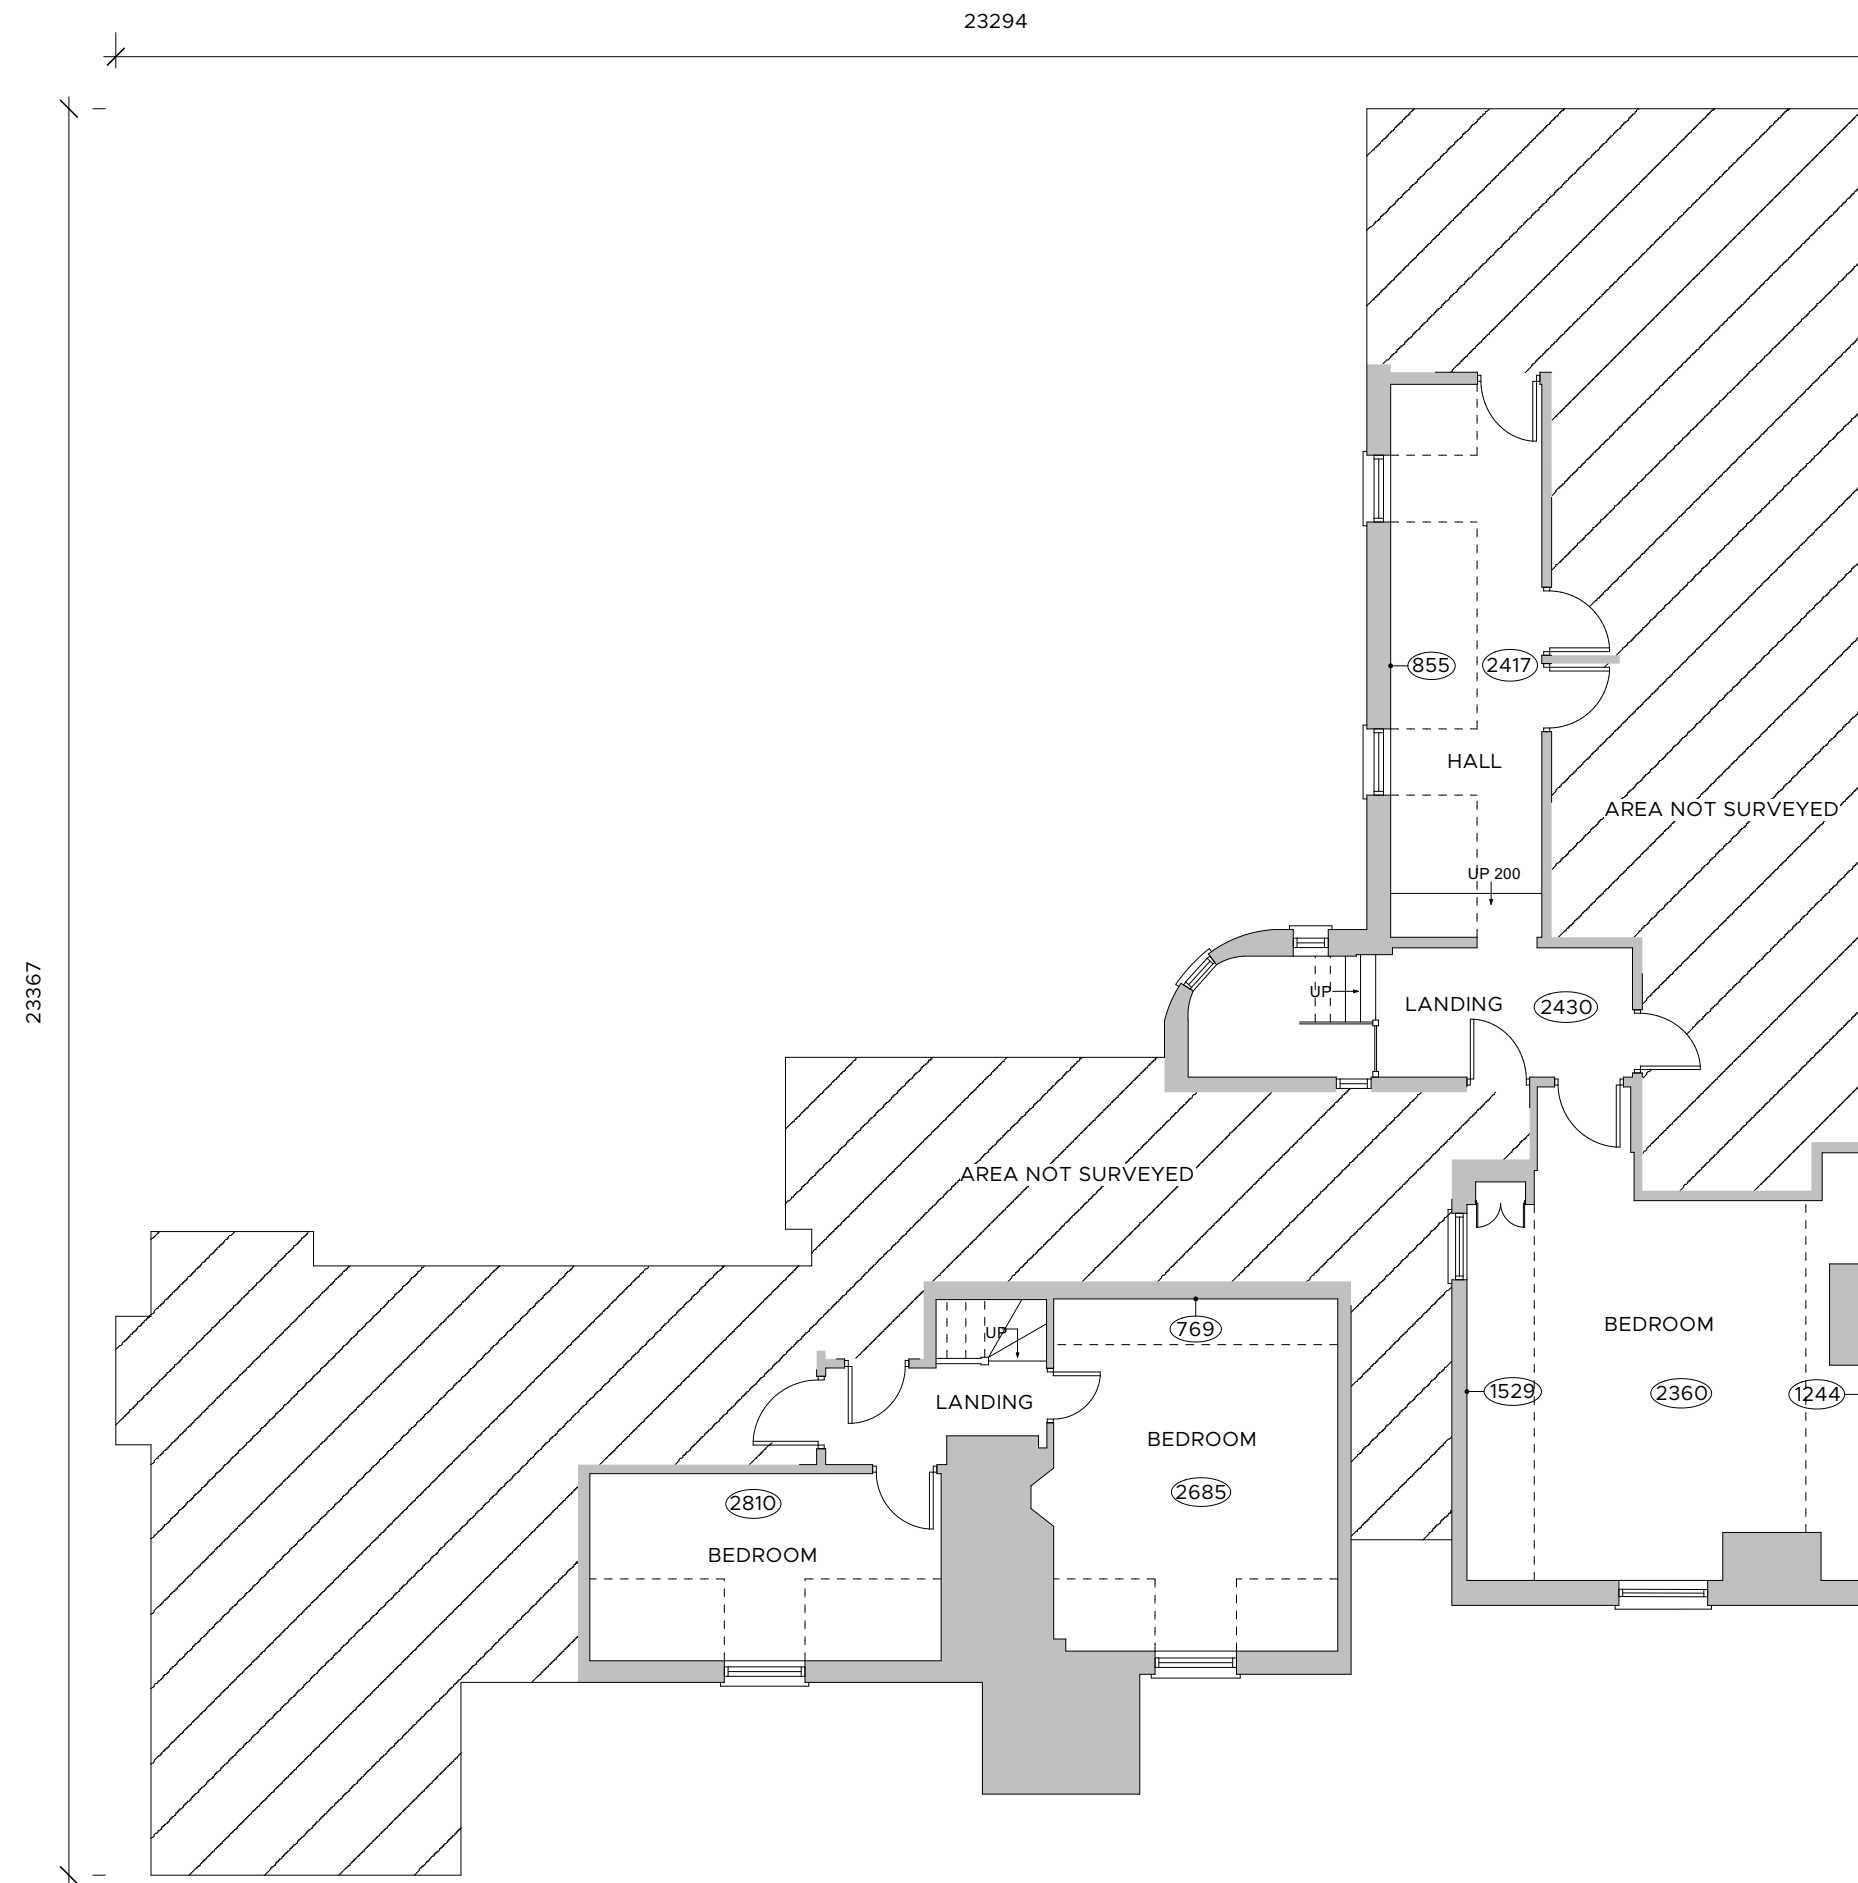 23294
855
2417
HALL
AREA NOT SURVEYED
UP 200
23367
UP
LANDING
2430
AREA NOT SURVEYED
UP
769
BEDROOM
LANDING
1529
2360
1244
BEDROOM
2685
2810
BEDROOM